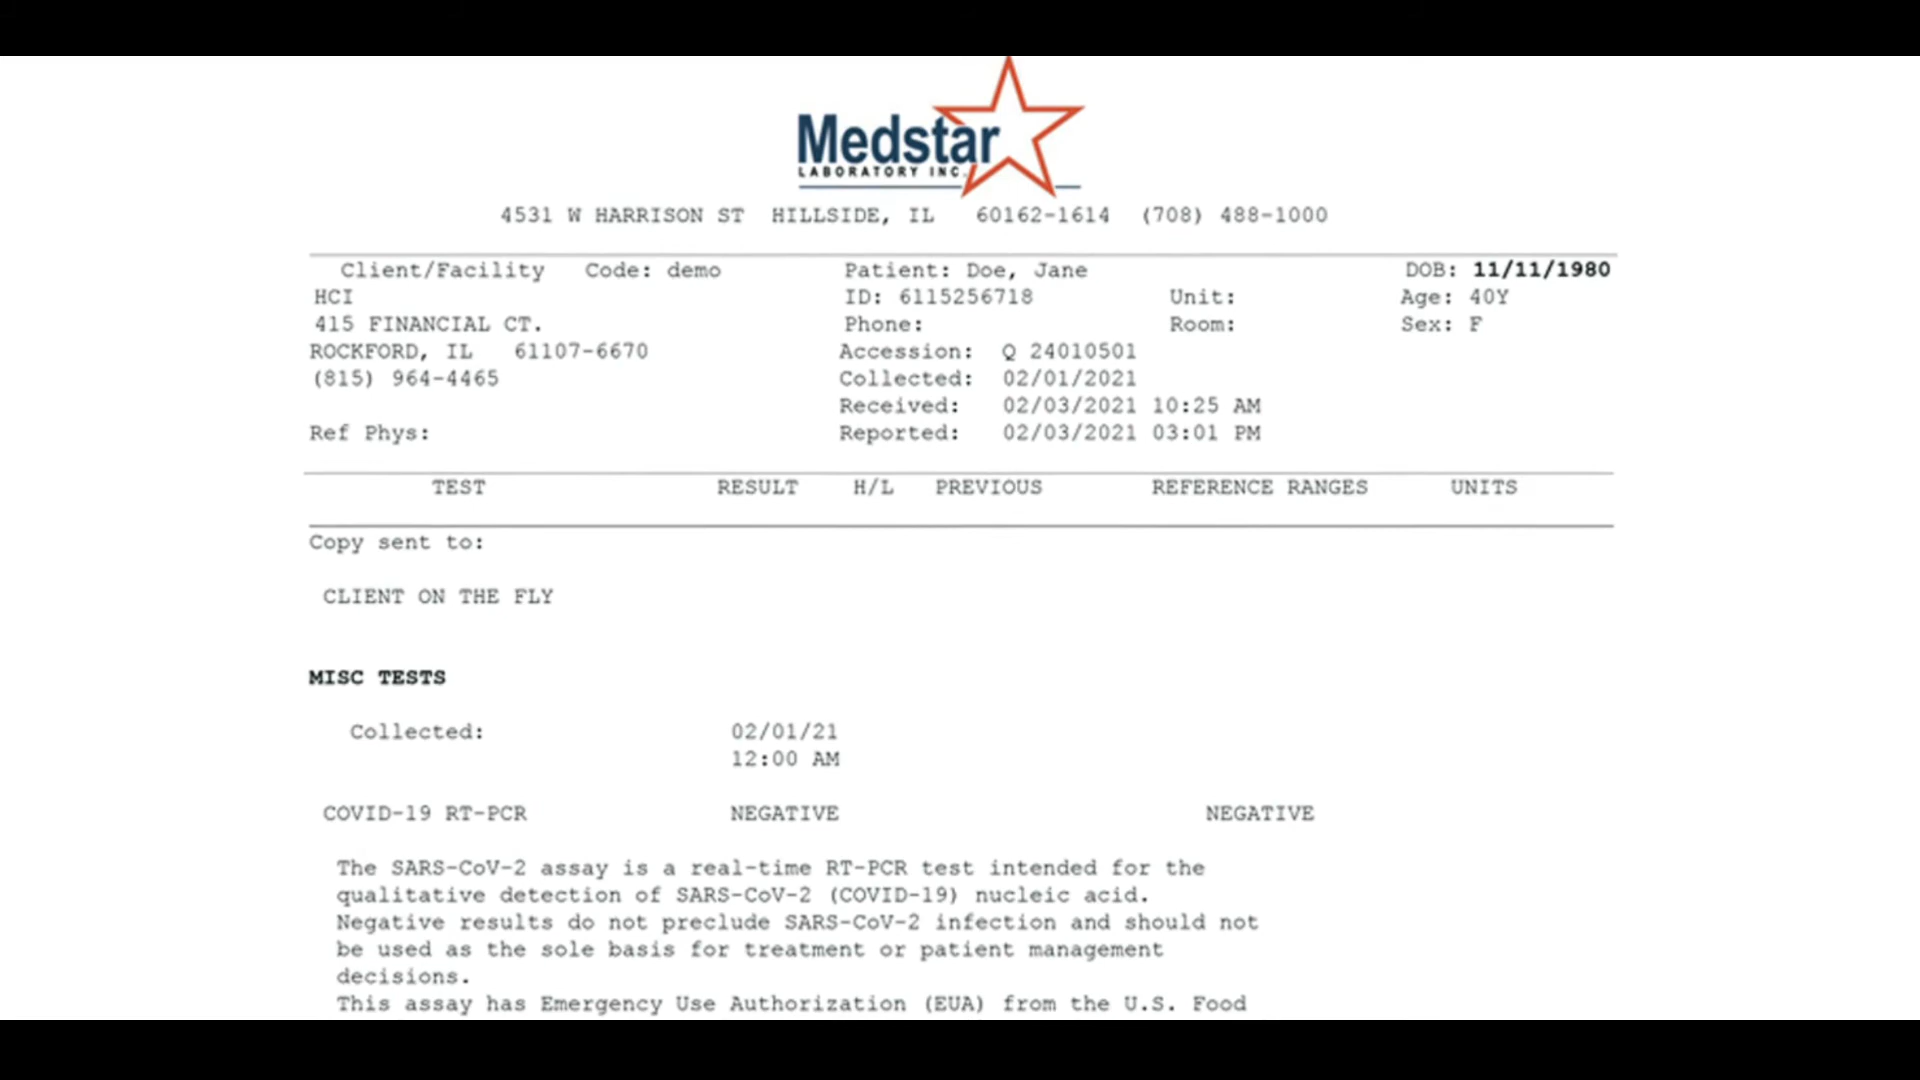 Medstar
LABORATORY INC.
4531 W HARRISON ST HILLSIDE, IL 60162-1614 (708) 488-1000
Client/Facility Code: demo Patient: Doe, Jane DOB: 11/11/1980
HCI ID: 6115256718 Unit: Age: 40Y
415 FINANCIAL CT. Phone: Room: Sex: F
ROCKFORD, IL 61107-6670 Accession: Q 24010501
(815) 964-4465 Collected: 02/01/2021
Received: 02/03/2021 10:25 AM
Ref Phys: Reported: 02/03/2021 03:01 PM
TEST RESULT H/L PREVIOUS REFERENCE RANGES UNITS
Copy sent to:
CLIENT ON THE FLY
MISC TESTS
Collected: 02/01/21
12:00 AM
COVID-19 RT-PCR NEGATIVE NEGATIVE
The SARS-CoV-2 assay is a real-time RT-PCR test intended for the
qualitative detection of SARS-CoV-2 (COVID-19) nucleic acid.
Negative results do not preclude SARS-CoV-2 infection and should not
be used as the sole basis for treatment or patient management
decisions.
This assay has Emergency Use Authorization (EUA) from the U.S. Food